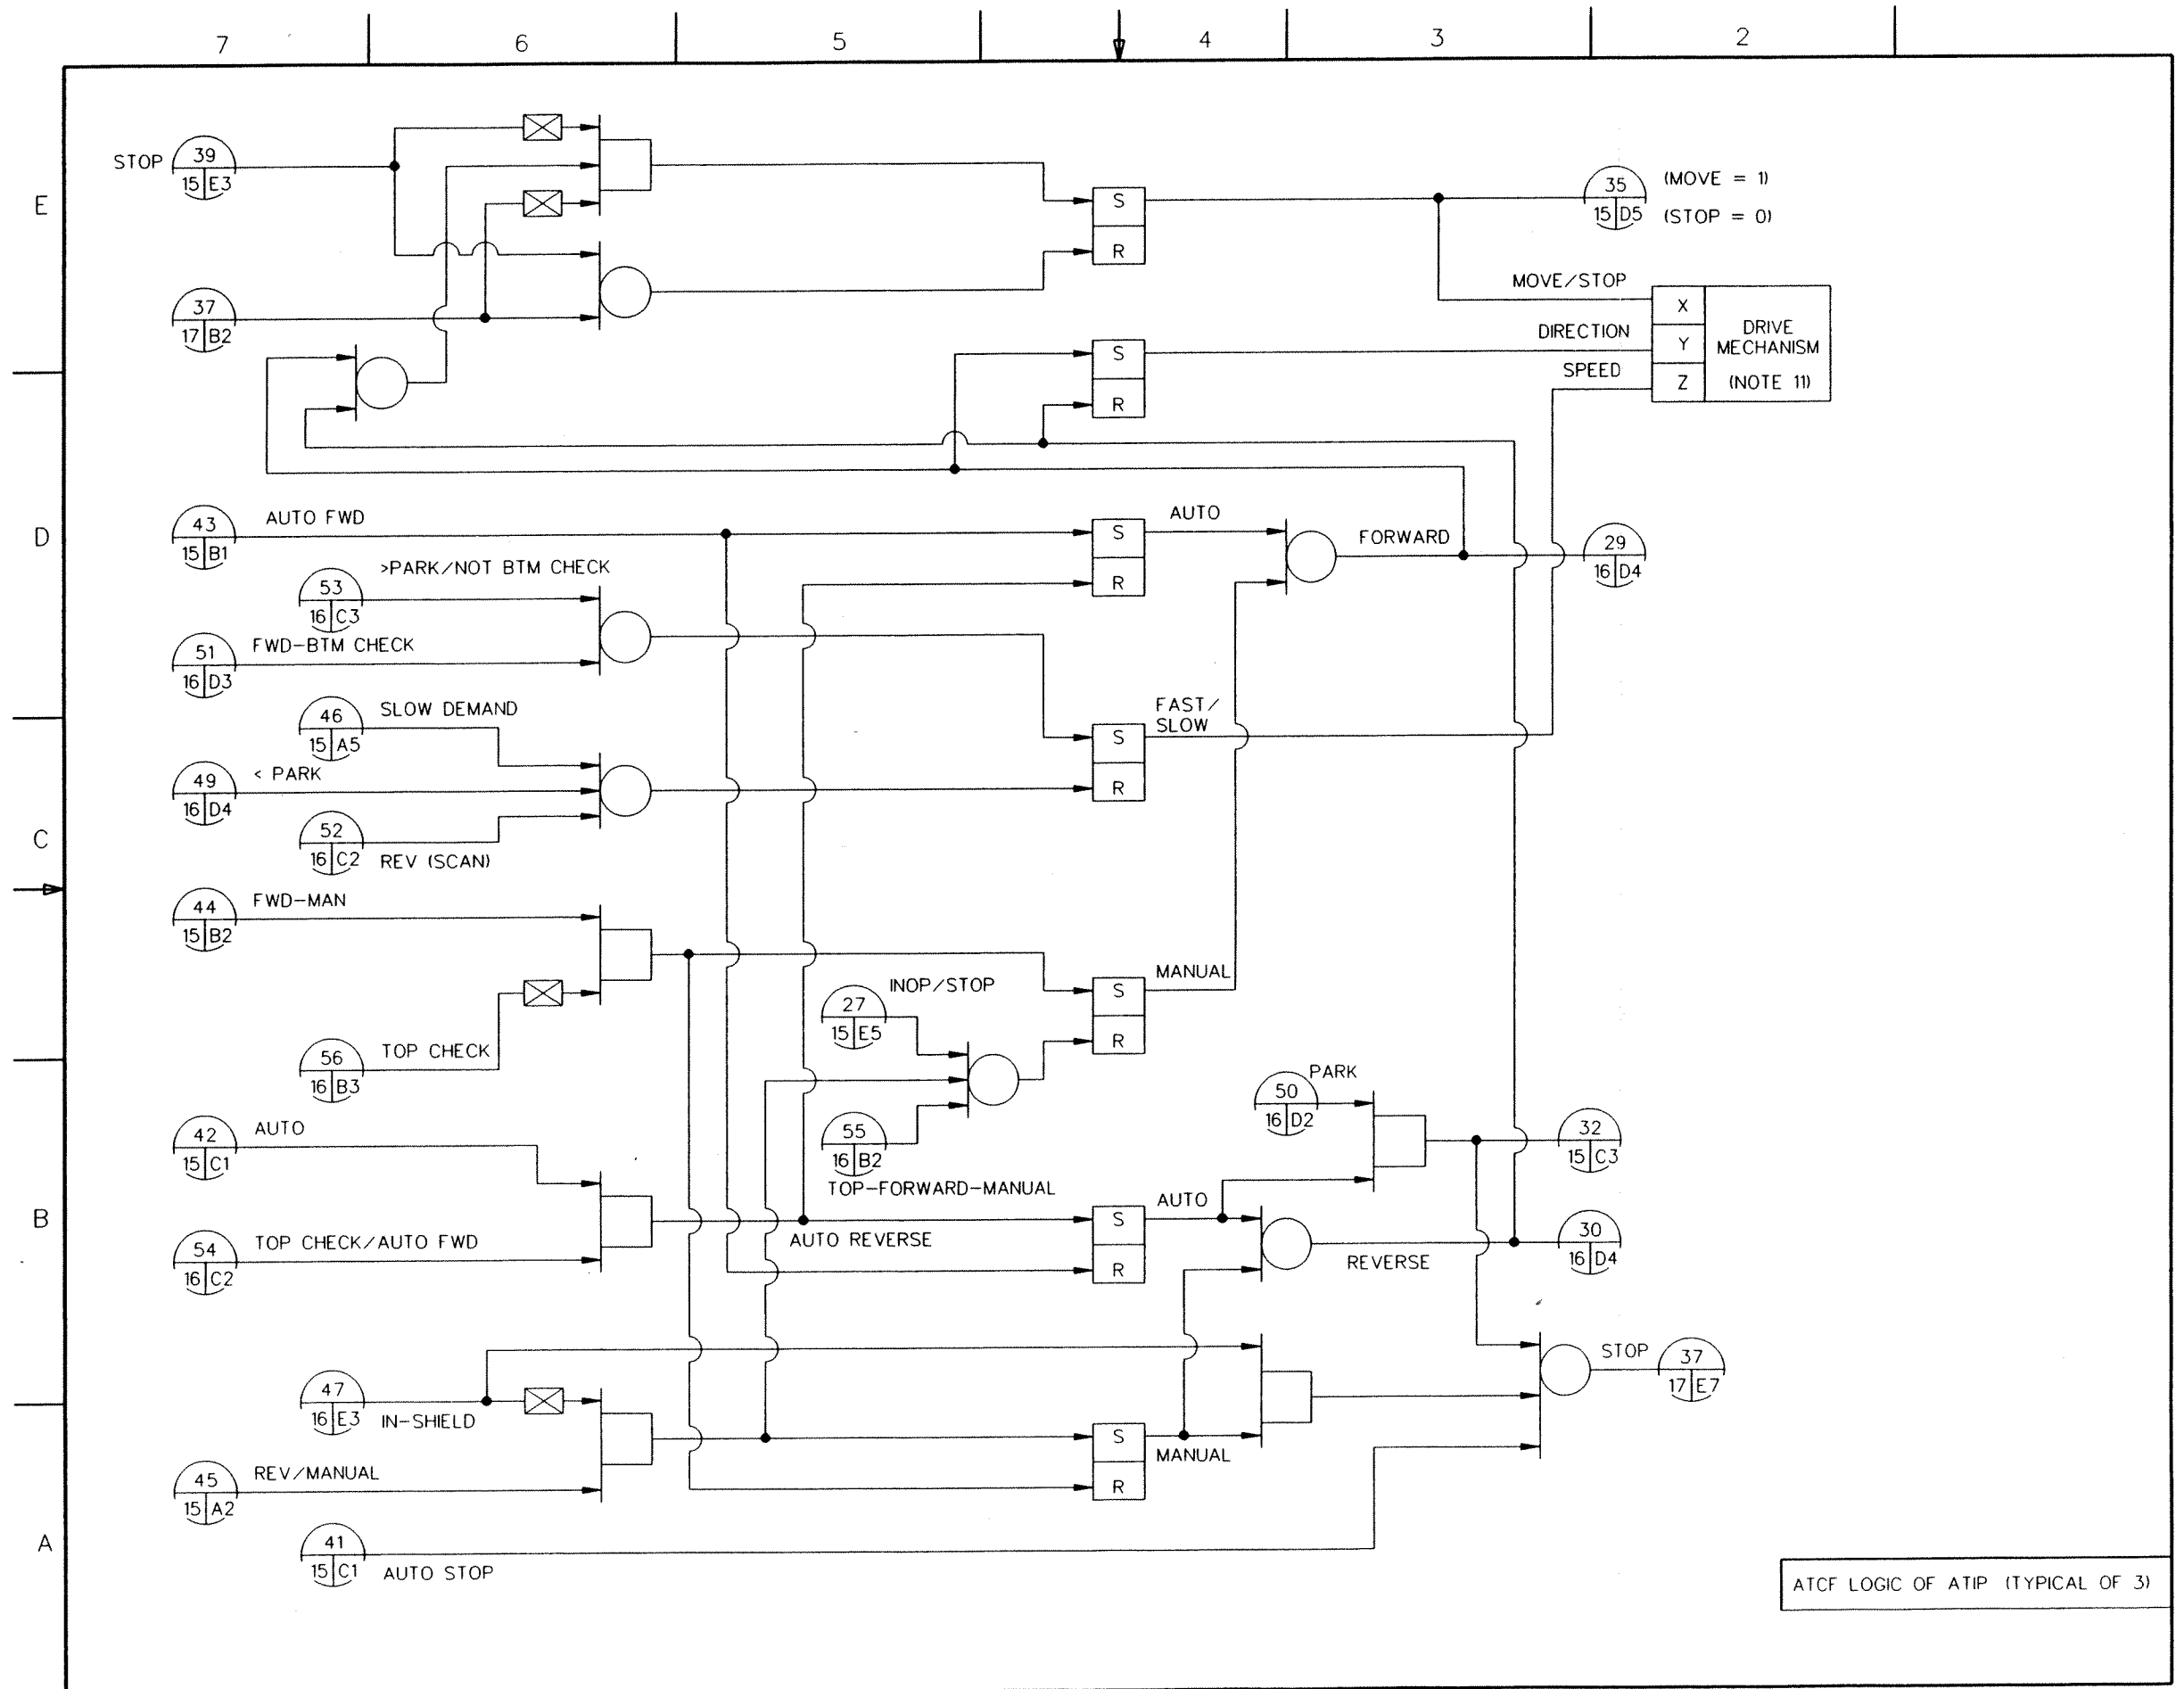 7 6 5 4 3 2
STOP
39
15 E3
37
17 B2
E
S
R
35
15 D5
(MOVE = 1)
(STOP = 0)
MOVE/STOP
DIRECTION
SPEED
X
Y
Z
DRIVE
MECHANISM
(NOTE 11)
S
R
D
43
15 B1
AUTO FWD
S
R
AUTO
FORWARD
29
16 D4
53
16 C3
>PARK/NOT BTM CHECK
51
16 D3
FWD-BTM CHECK
46
15 A5
SLOW DEMAND
FAST/
SLOW
S
R
49
16 D4
< PARK
C
52
16 C2
REV (SCAN)
44
15 B2
FWD-MAN
INOP/STOP
27
15 E5
MANUAL
S
R
56
16 B3
TOP CHECK
50
16 D2
PARK
42
15 C1
AUTO
55
16 B2
TOP-FORWARD-MANUAL
32
15 C3
B
54
16 C2
TOP CHECK/AUTO FWD
AUTO REVERSE
S
R
AUTO
REVERSE
30
16 D4
47
16 E3
IN-SHIELD
STOP
37
17 E7
45
15 A2
REV/MANUAL
S
R
MANUAL
A
41
15 C1
AUTO STOP
ATCF LOGIC OF ATIP (TYPICAL OF 3)